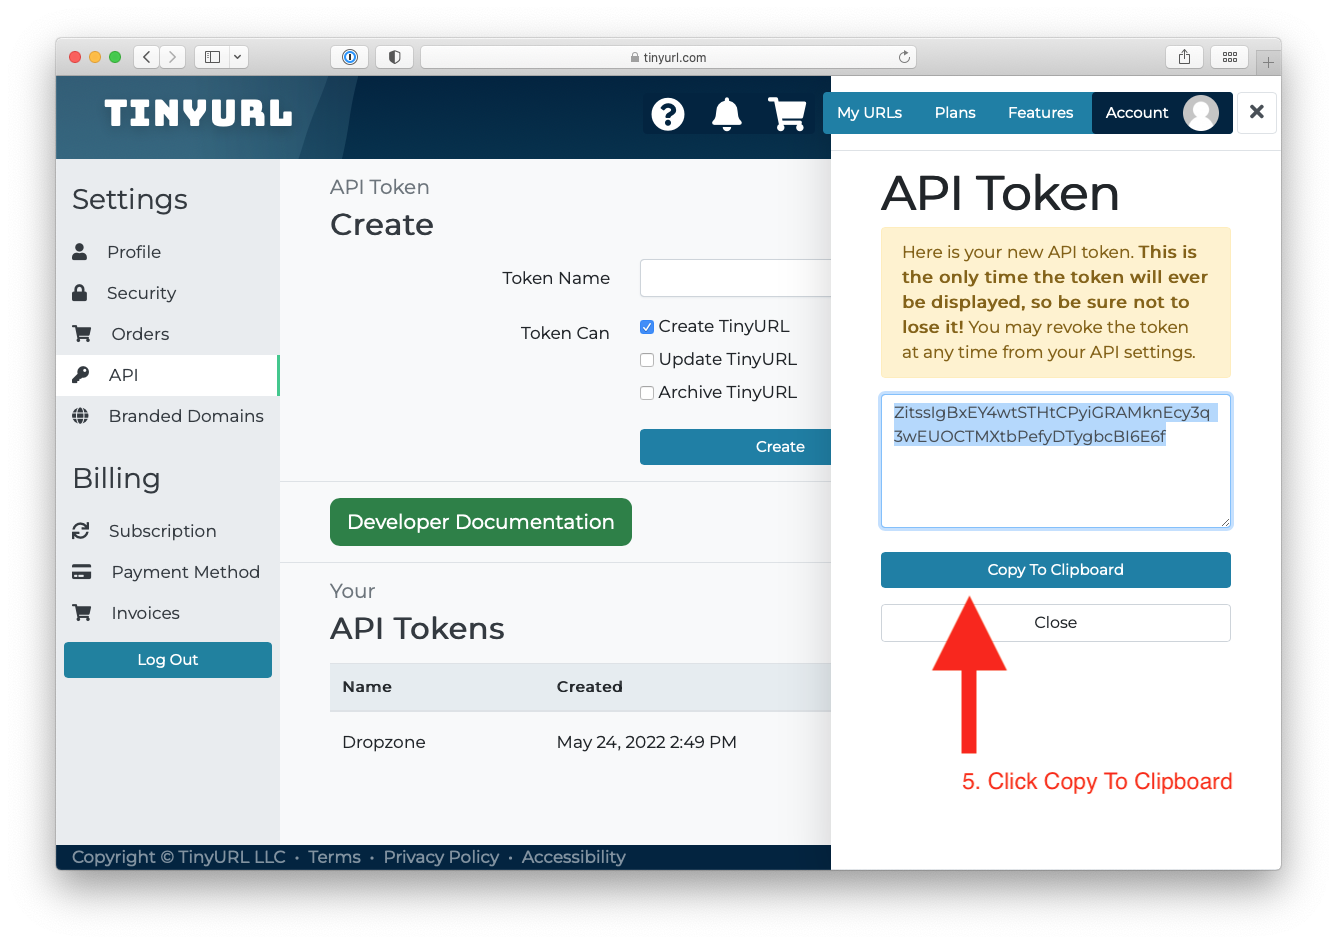 tinyurl.com
TINYURL
My URLs
Plans
Features
Account
Settings
Profile
Security
Orders
API
Branded Domains
Billing
Subscription
Payment Method
Invoices
Log Out
API Token
Create
Token Name
Token Can
Create TinyURL
Update TinyURL
Archive TinyURL
Create
Developer Documentation
Your
API Tokens
Name Created
Dropzone May 24, 2022 2:49 PM
API Token
Here is your new API token. This is
the only time the token will ever
be displayed, so be sure not to
lose it! You may revoke the token
at any time from your API settings.
ZitssIgBxEY4wtSTHtCPyiGRAMknEcy3q
3wEUOCTMXtbPefyDTygbcBI6E6f
Copy To Clipboard
Close
5. Click Copy To Clipboard
Copyright © TinyURL LLC • Terms • Privacy Policy • Accessibility